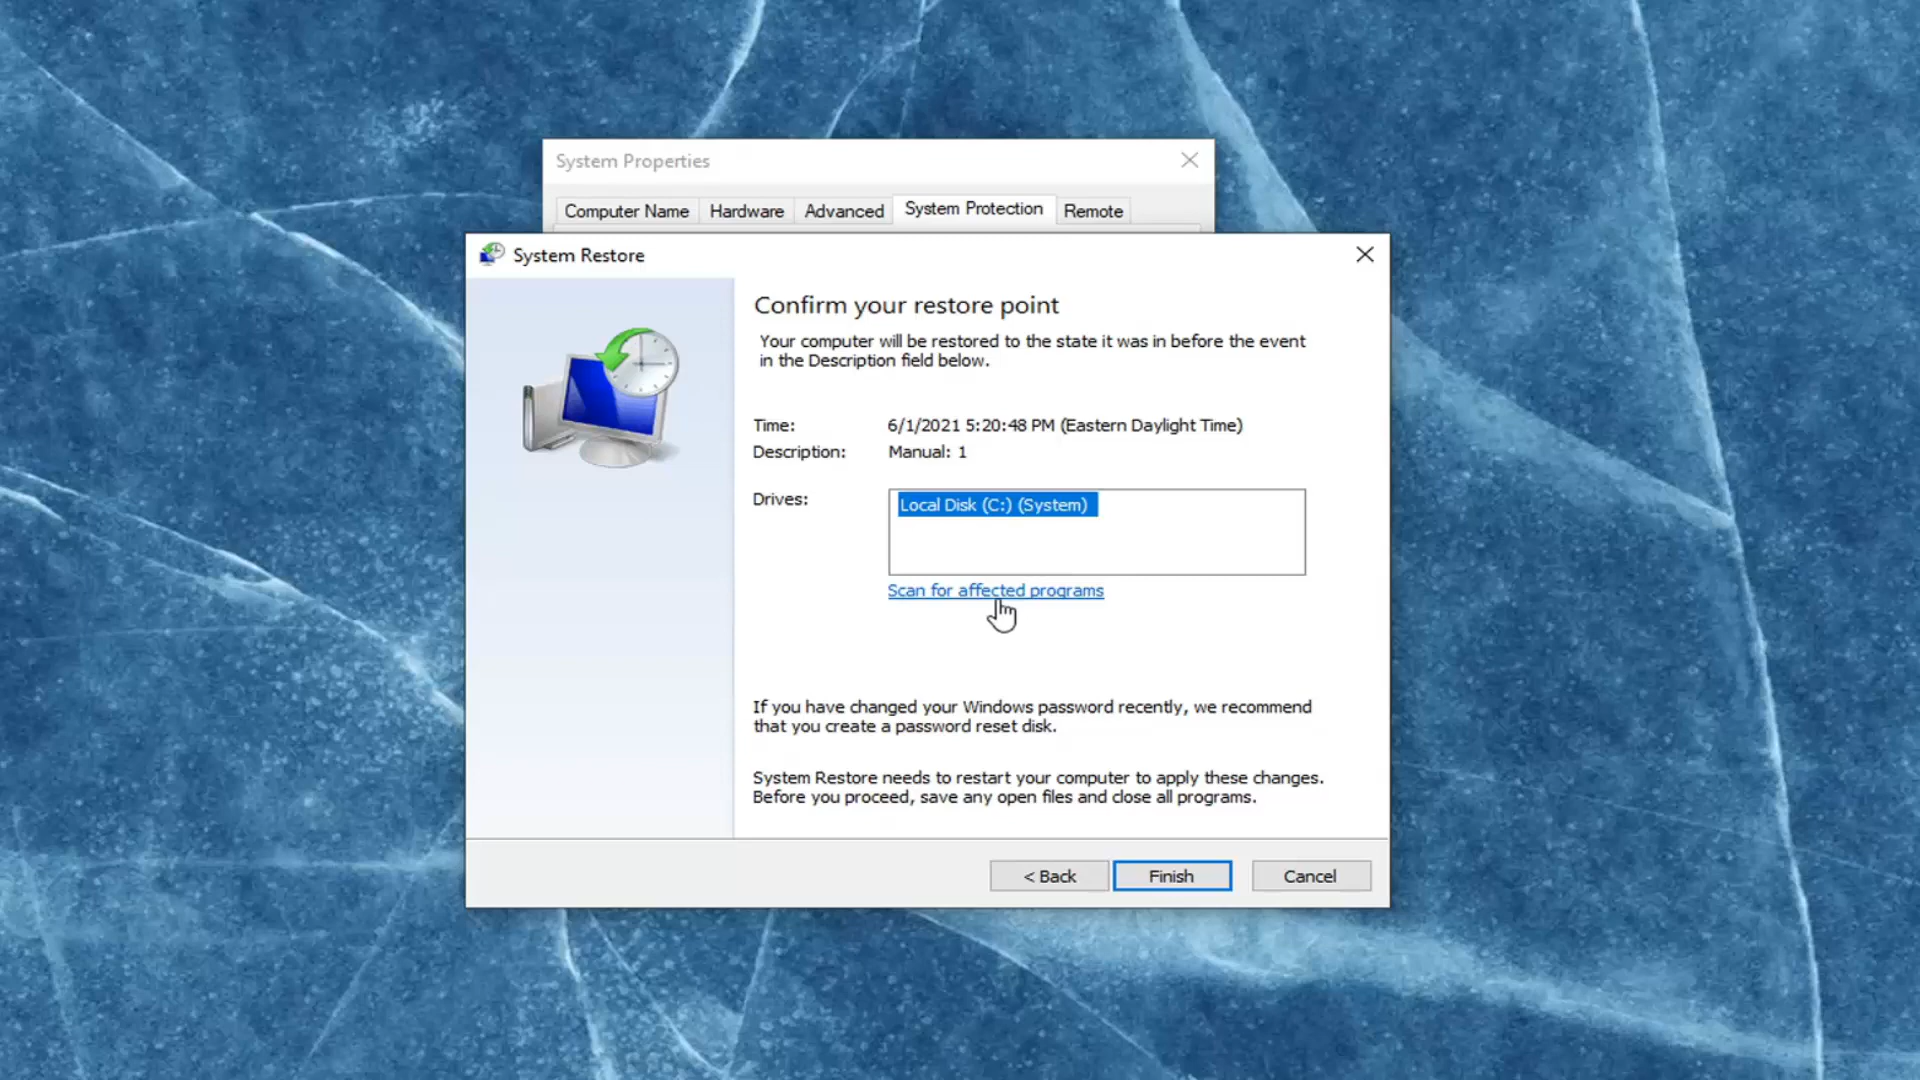 System Properties
Computer Name Hardware Advanced System Protection Remote
System Restore
Confirm your restore point
Your computer will be restored to the state it was in before the event
in the Description field below.
Time: 6/1/2021 5:20:48 PM (Eastern Daylight Time)
Description: Manual: 1
Drives: Local Disk (C:) (System)
Scan for affected programs
If you have changed your Windows password recently, we recommend
that you create a password reset disk.
System Restore needs to restart your computer to apply these changes.
Before you proceed, save any open files and close all programs.
< Back Finish Cancel